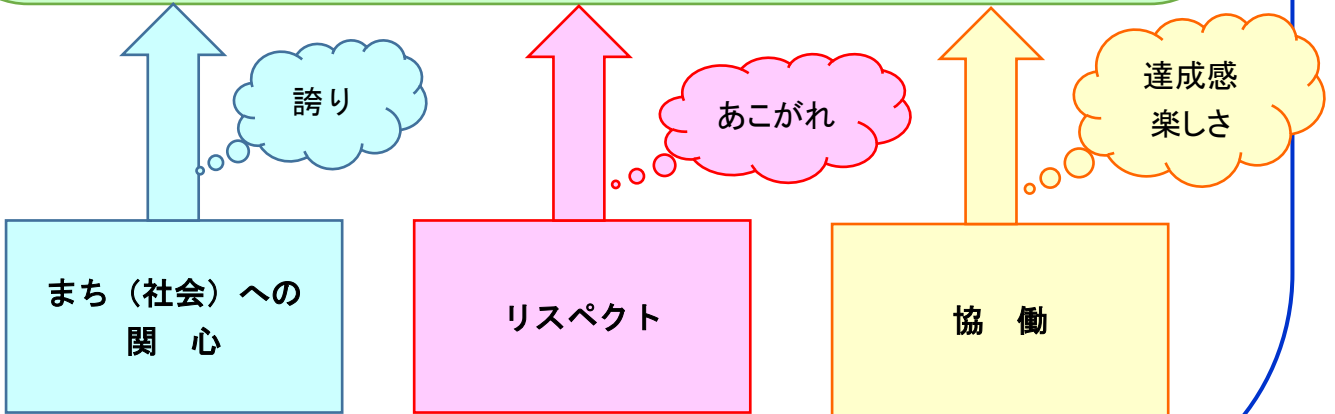 誇り
あこがれ
達成感
楽しさ
まち（社会）への
関　心
リスペクト
協　働